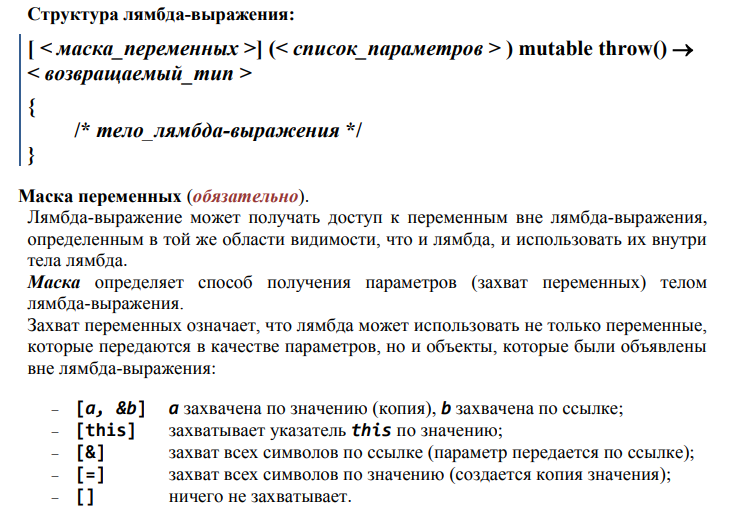 Структура лямбда-выражения:
[ < маска_переменных >] (< список_параметров > ) mutable throw() →
< возвращаемый_тип >
{
/* тело_лямбда-выражения */
}
Маска переменных (обязательно).
Лямбда-выражение может получать доступ к переменным вне лямбда-выражения,
определенным в той же области видимости, что и лямбда, и использовать их внутри
тела лямбда.
Маска определяет способ получения параметров (захват переменных) телом
лямбда-выражения.
Захват переменных означает, что лямбда может использовать не только переменные,
которые передаются в качестве параметров, но и объекты, которые были объявлены
вне лямбда-выражения:
– [a, &b] a захвачена по значению (копия), b захвачена по ссылке;
– [this] захватывает указатель this по значению;
– [&] захват всех символов по ссылке (параметр передается по ссылке);
– [=] захват всех символов по значению (создается копия значения);
– [] ничего не захватывает.